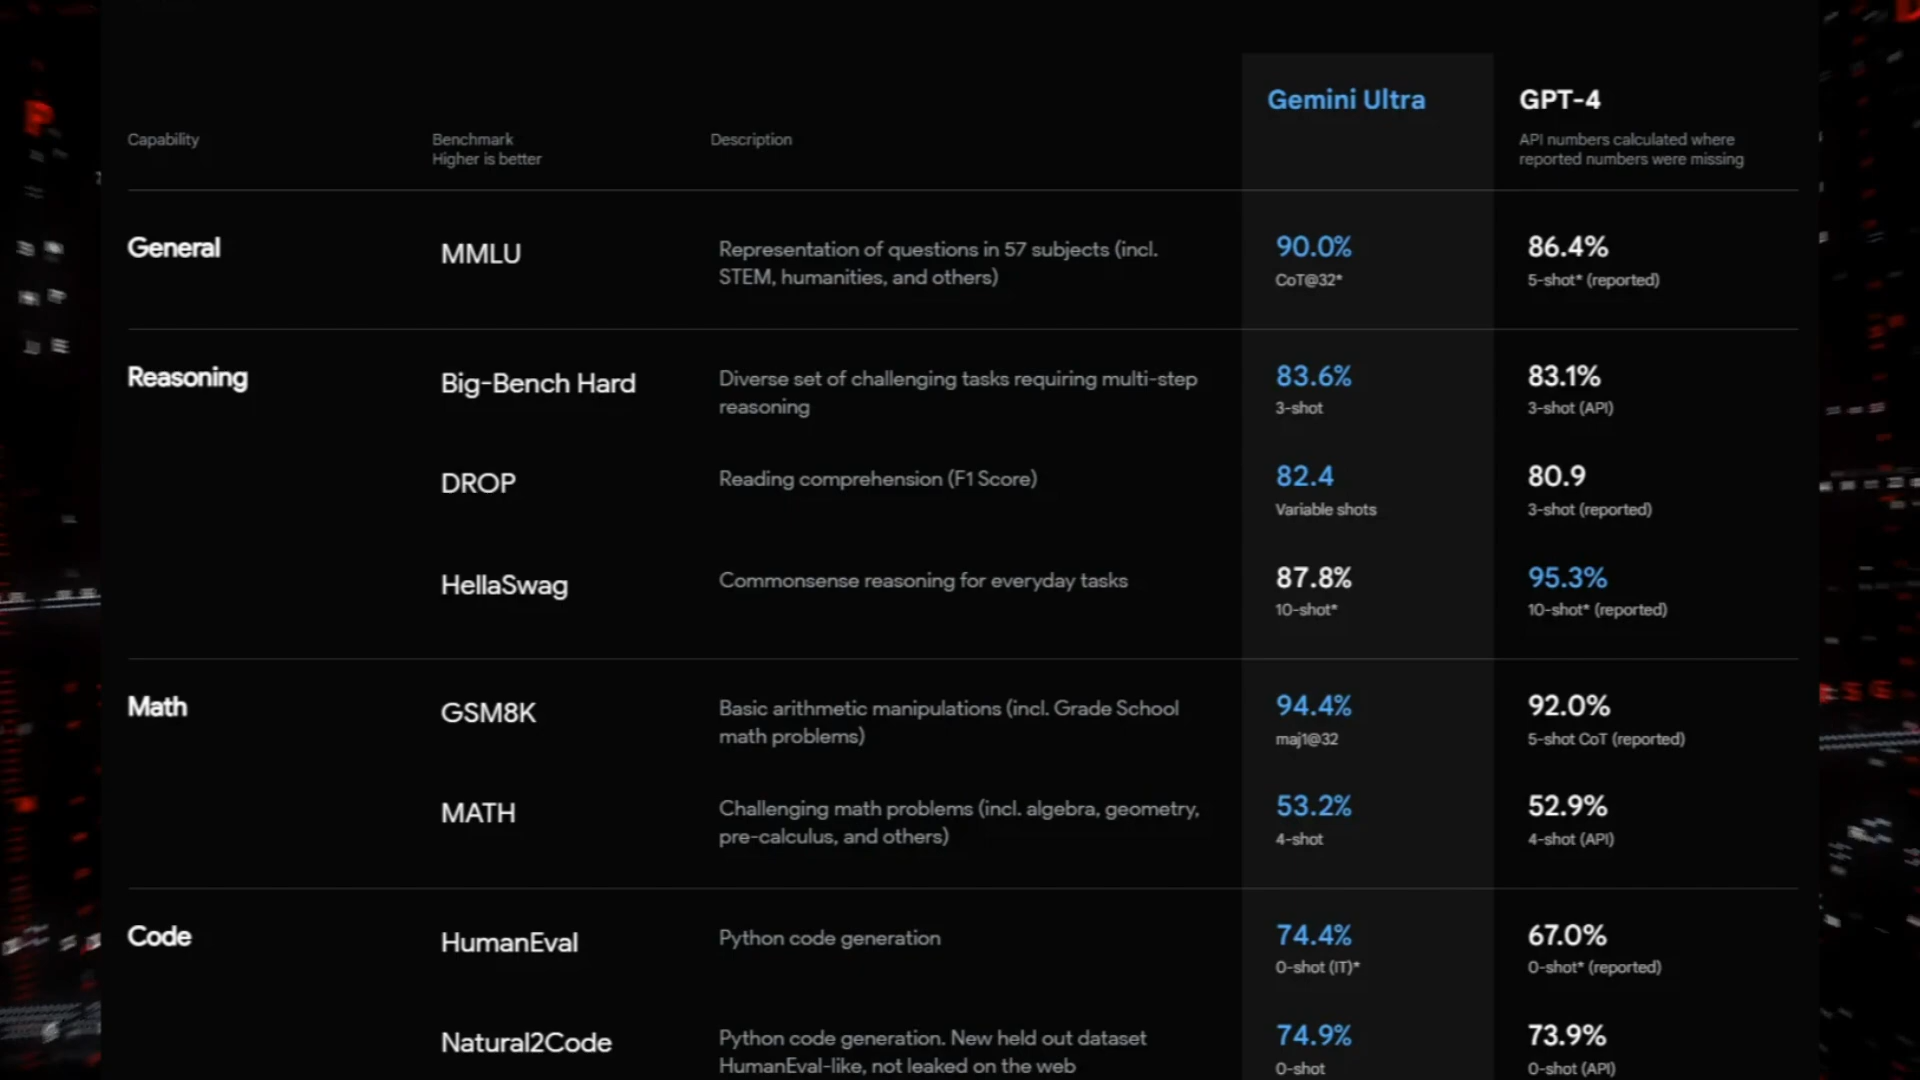 Gemini Ultra
GPT-4
Capability
Benchmark
Higher is better
Description
API numbers calculated where
reported numbers were missing
General
MMLU
Representation of questions in 57 subjects (incl.
STEM, humanities, and others)
90.0%
CoT@32*
86.4%
5-shot* (reported)
Reasoning
Big-Bench Hard
Diverse set of challenging tasks requiring multi-step
reasoning
83.6%
3-shot
83.1%
3-shot (API)
DROP
Reading comprehension (F1 Score)
82.4
Variable shots
80.9
3-shot (reported)
HellaSwag
Commonsense reasoning for everyday tasks
87.8%
10-shot*
95.3%
10-shot* (reported)
Math
GSM8K
Basic arithmetic manipulations (incl. Grade School
math problems)
94.4%
maj1@32
92.0%
5-shot CoT (reported)
MATH
Challenging math problems (incl. algebra, geometry,
pre-calculus, and others)
53.2%
4-shot
52.9%
4-shot (API)
Code
HumanEval
Python code generation
74.4%
0-shot (IT)*
67.0%
0-shot* (reported)
Natural2Code
Python code generation. New held out dataset
HumanEval-like, not leaked on the web
74.9%
0-shot
73.9%
0-shot (API)